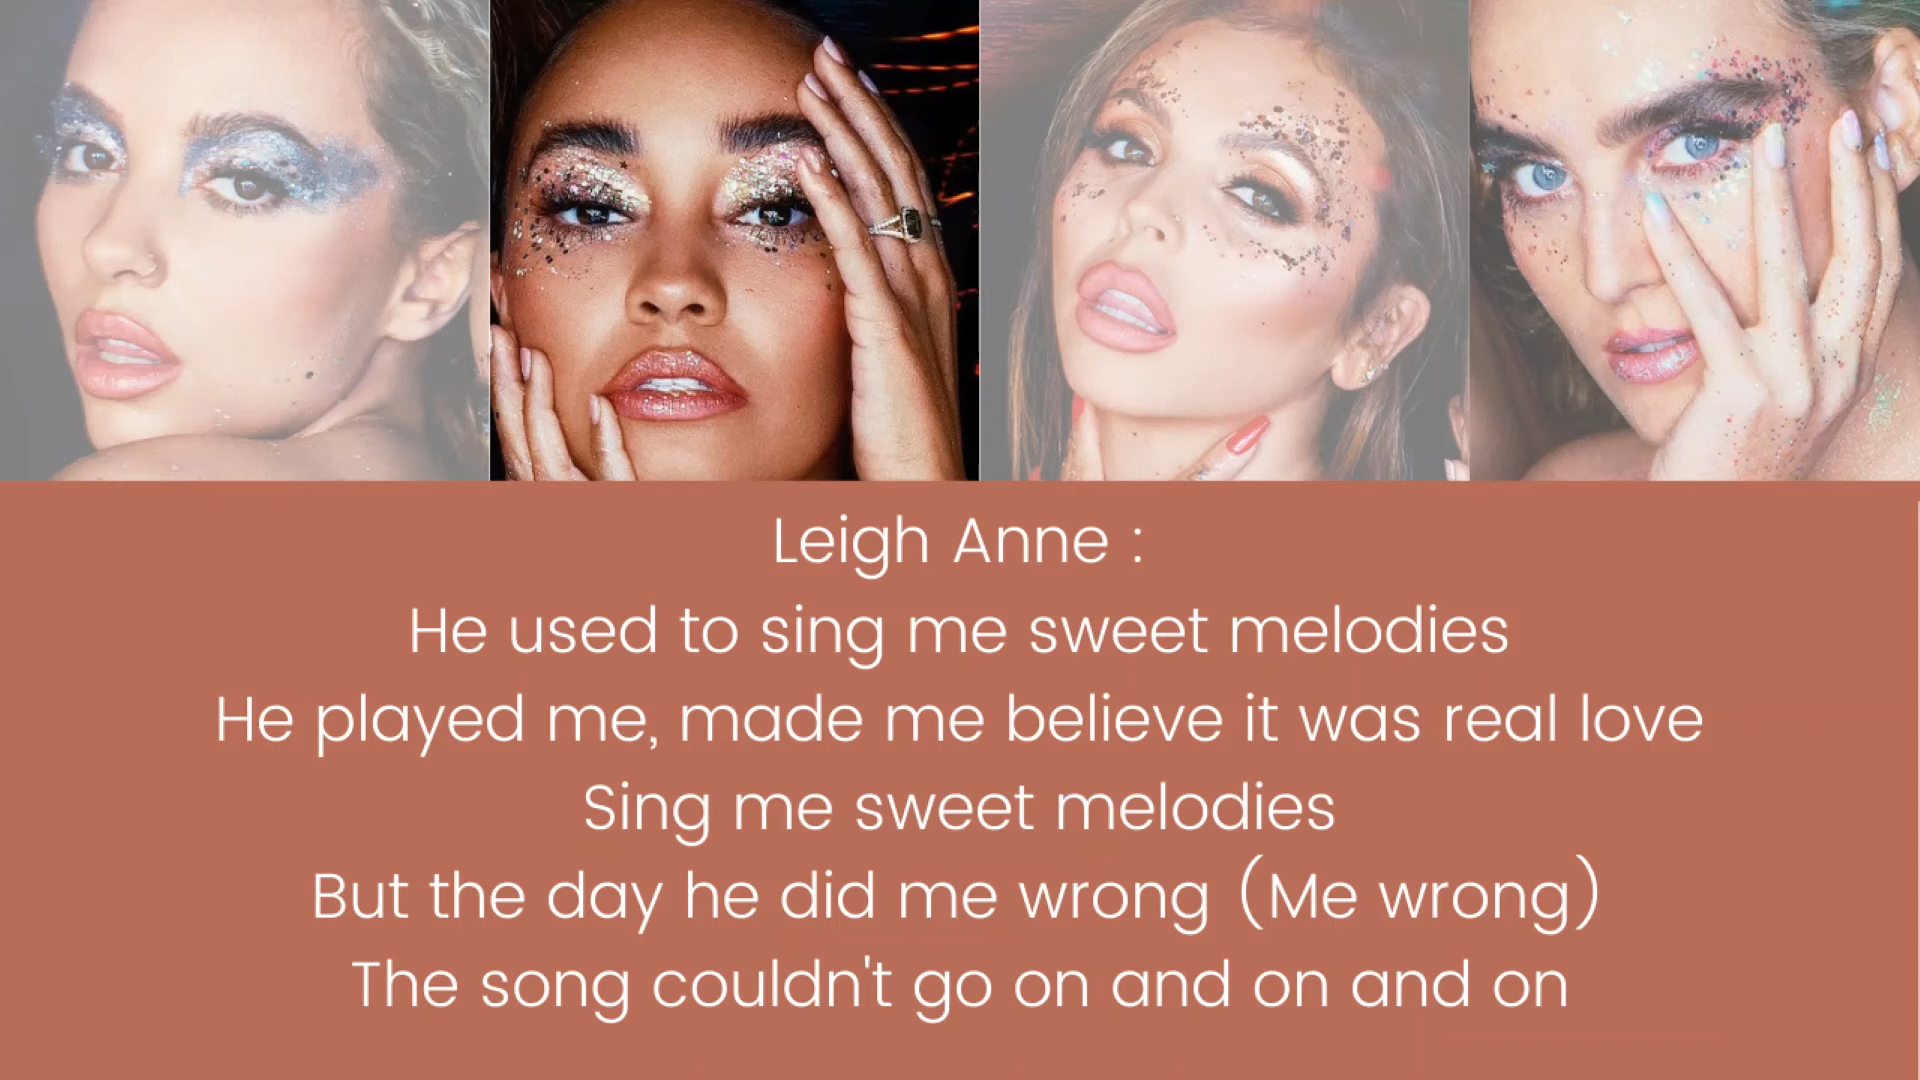 Leigh Anne :
He used to sing me sweet melodies
He played me, made me believe it was real love
Sing me sweet melodies
But the day he did me wrong (Me wrong)
The song couldn't go on and on and on